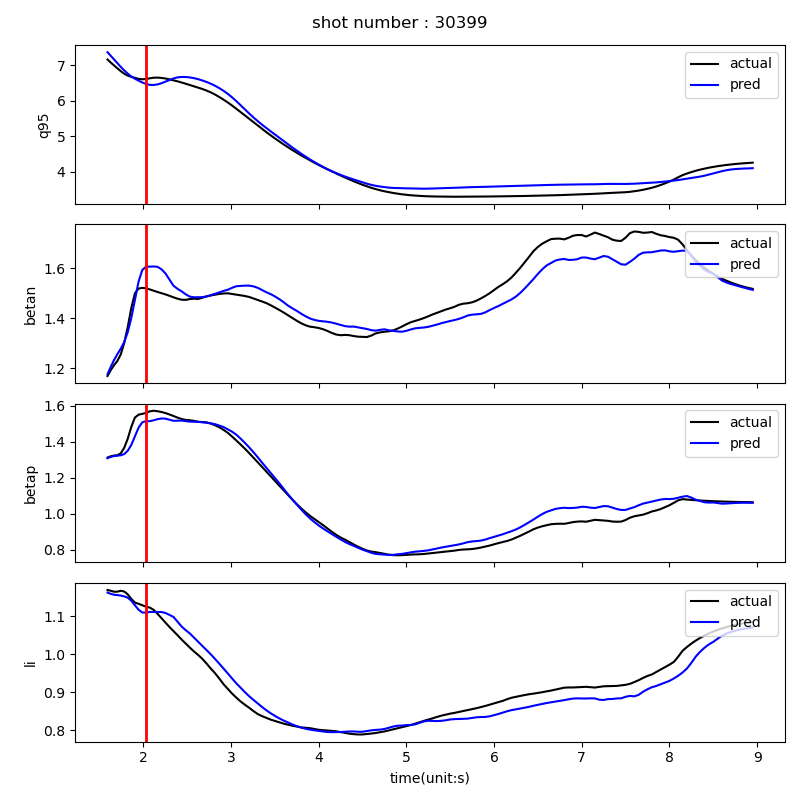 shot number : 30399
q95
7
6
5
4
actual
pred
betan
1.6
1.4
1.2
actual
pred
betap
1.6
1.4
1.2
1.0
0.8
actual
pred
li
1.1
1.0
0.9
0.8
actual
pred
2 3 4 5 6 7 8 9
time(unit:s)